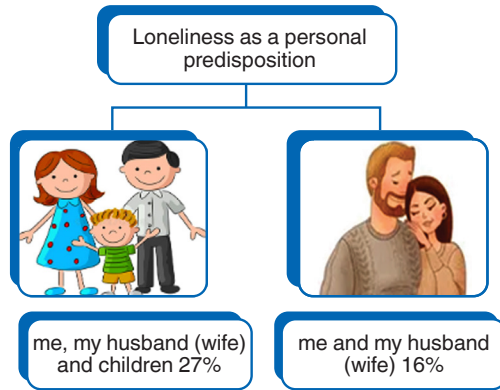 Loneliness as a personal
predisposition
me, my husband (wife)
and children 27%
me and my husband
(wife) 16%